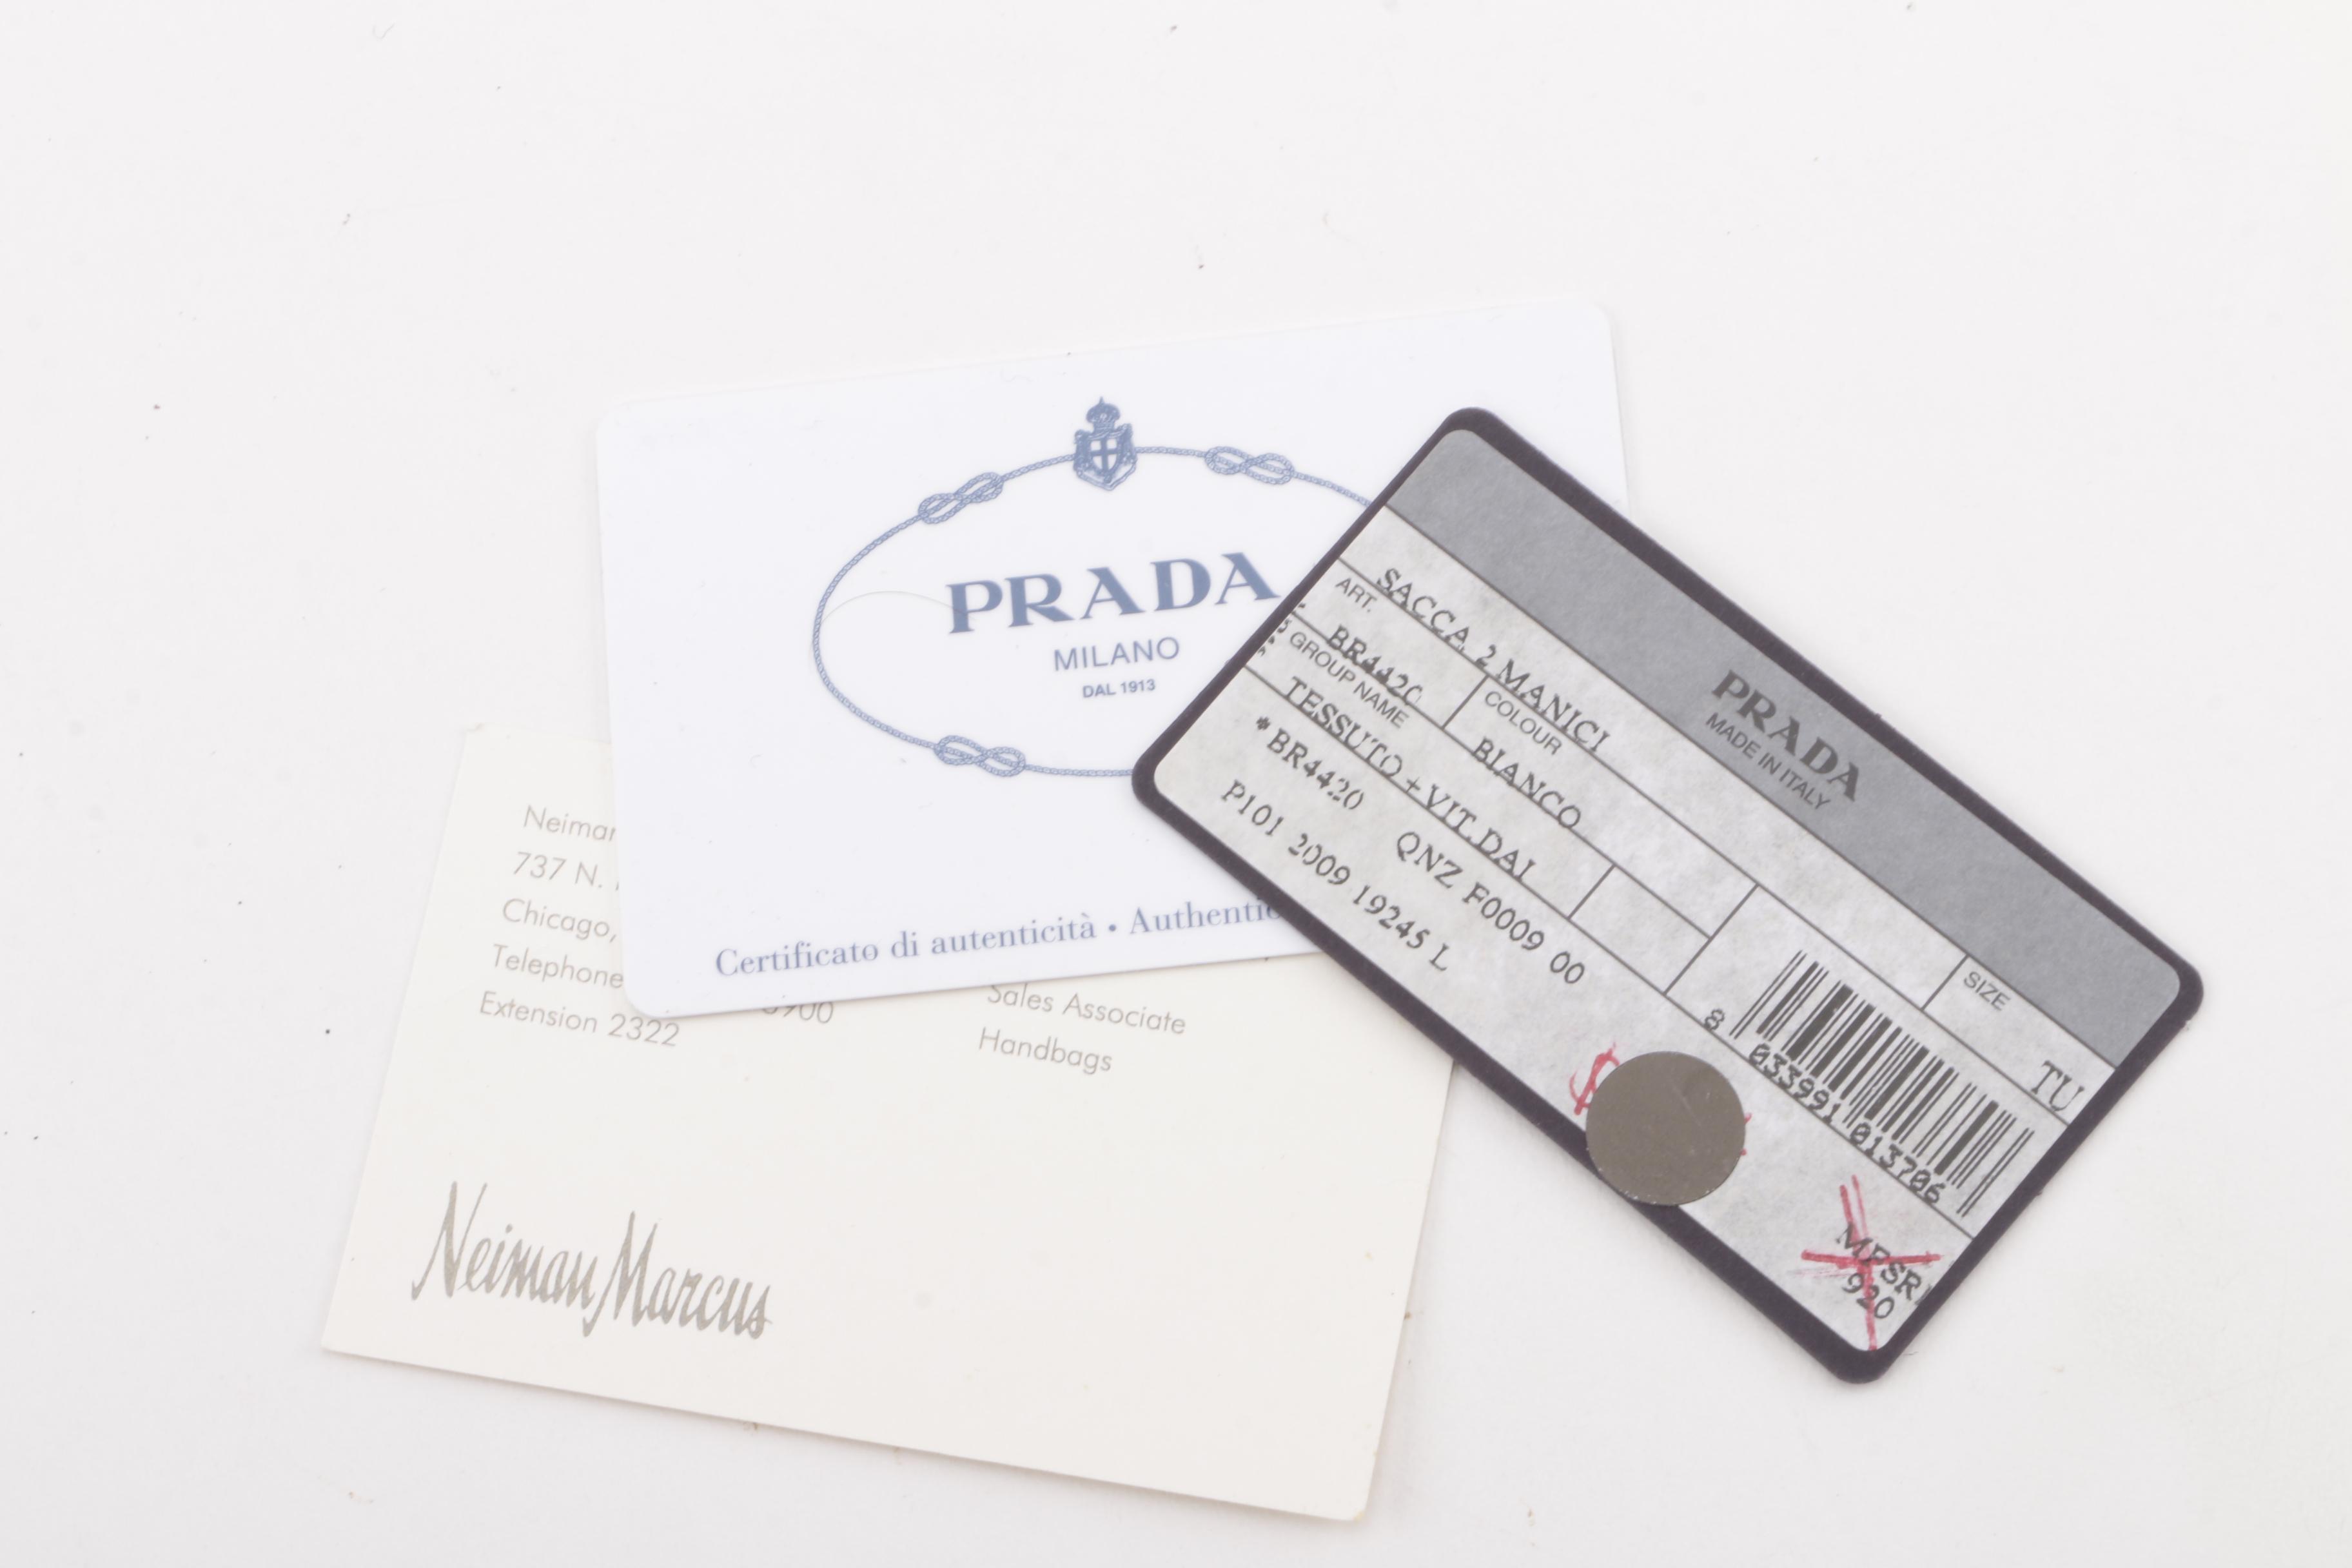 PRADA
MILANO
DAL 1913
Certificato di autenticità •
737 N.
Chicago,
Telephone
Extension 2322
Sales Associate
Handbags
Neiman Marcus
PRADA
MADE IN ITALY
SACCA 2 MANICI
ART. BR4420
COLOUR BIANCO
SIZE TU
GROUP NAME
TESSUTO+VIT.DAI
*BR4420 QNZ F0009 00
P101 2009 19245 L
8 033991 013706
920